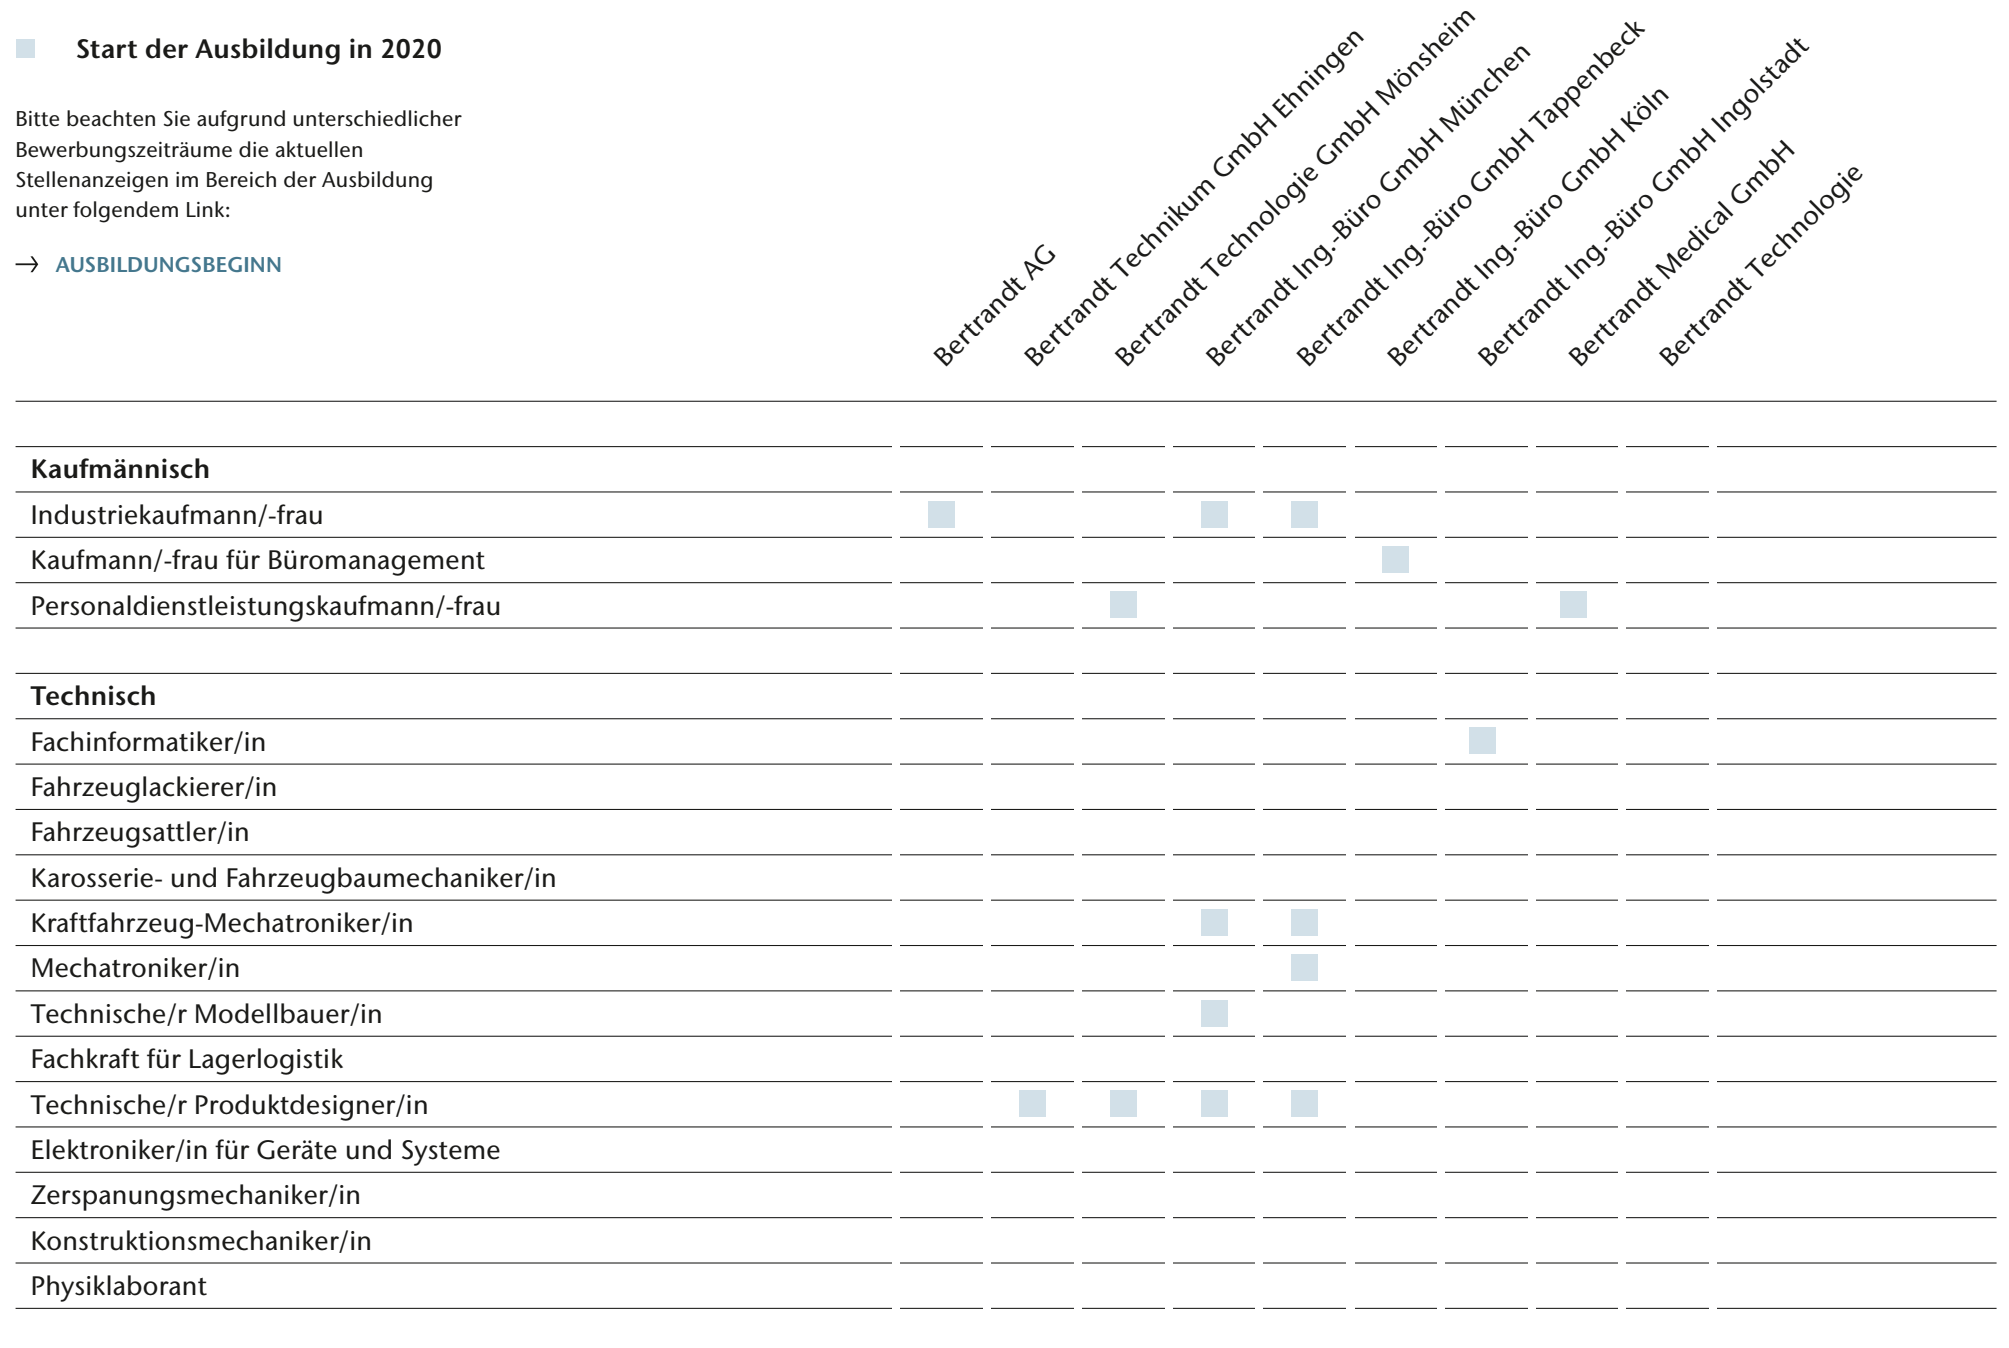 Start der Ausbildung in 2020
Bitte beachten Sie aufgrund unterschiedlicher
Bewerbungszeiträume die aktuellen
Stellenanzeigen im Bereich der Ausbildung
unter folgendem Link:
→ AUSBILDUNGSBEGINN
Bertrandt AG
Bertrandt Technikum GmbH Ehningen
Bertrandt Technologie GmbH Mönsheim
Bertrandt Ing.-Büro GmbH München
Bertrandt Ing.-Büro GmbH Tappenbeck
Bertrandt Ing.-Büro GmbH Köln
Bertrandt Ing.-Büro GmbH Ingolstadt
Bertrandt Medical GmbH
Bertrandt Technologie
Kaufmännisch
Industriekaufmann/-frau
Kaufmann/-frau für Büromanagement
Personaldienstleistungskaufmann/-frau
Technisch
Fachinformatiker/in
Fahrzeuglackierer/in
Fahrzeugsattler/in
Karosserie- und Fahrzeugbaumechaniker/in
Kraftfahrzeug-Mechatroniker/in
Mechatroniker/in
Technische/r Modellbauer/in
Fachkraft für Lagerlogistik
Technische/r Produktdesigner/in
Elektroniker/in für Geräte und Systeme
Zerspanungsmechaniker/in
Konstruktionsmechaniker/in
Physiklaborant